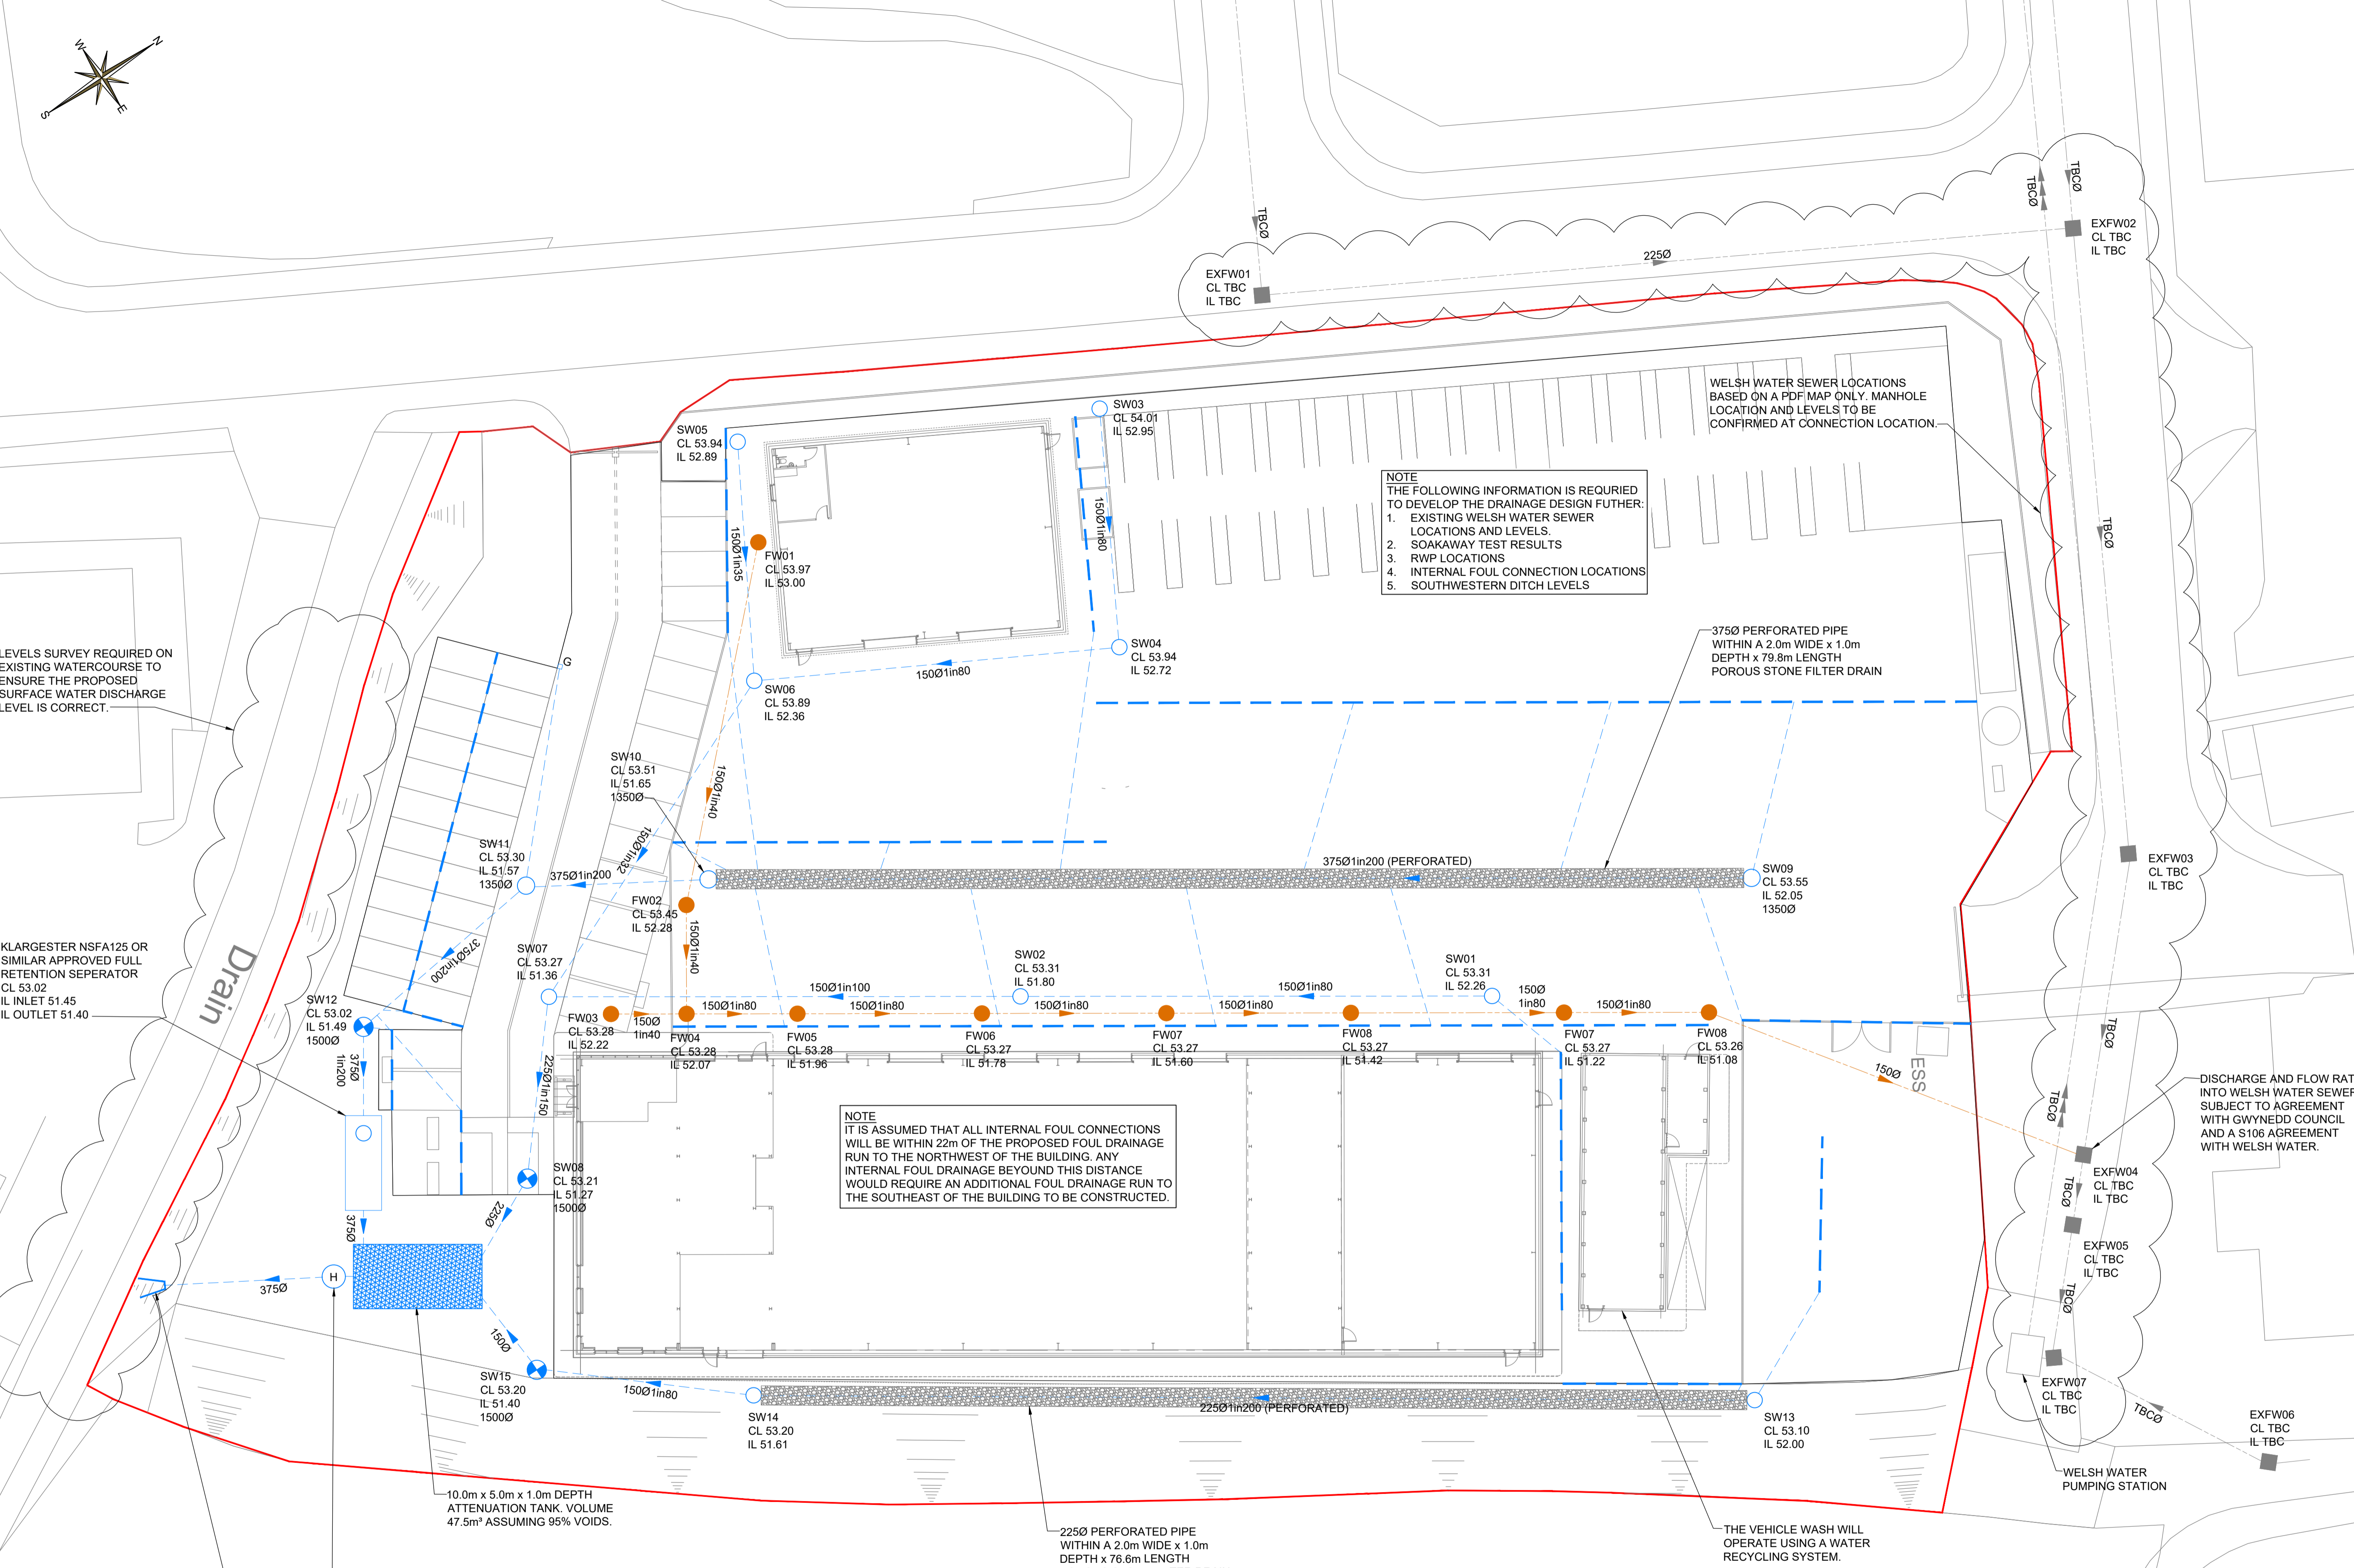 W
N
S
E
TBCØ
TBCØ
TBCØ
EXFW02
CL TBC
IL TBC
225Ø
EXFW01
CL TBC
IL TBC
WELSH WATER SEWER LOCATIONS
BASED ON A PDF MAP ONLY. MANHOLE
LOCATION AND LEVELS TO BE
CONFIRMED AT CONNECTION LOCATION.
SW03
CL 54.01
IL 52.95
SW05
CL 53.94
IL 52.89
NOTE
THE FOLLOWING INFORMATION IS REQURIED
TO DEVELOP THE DRAINAGE DESIGN FUTHER:
1. EXISTING WELSH WATER SEWER
LOCATIONS AND LEVELS.
2. SOAKAWAY TEST RESULTS
3. RWP LOCATIONS
4. INTERNAL FOUL CONNECTION LOCATIONS
5. SOUTHWESTERN DITCH LEVELS
150Ø1in80
150Ø1in35
TBCØ
FW01
CL 53.97
IL 53.00
375Ø PERFORATED PIPE
WITHIN A 2.0m WIDE x 1.0m
DEPTH x 79.8m LENGTH
POROUS STONE FILTER DRAIN
SW04
CL 53.94
IL 52.72
150Ø1in80
LEVELS SURVEY REQUIRED ON
EXISTING WATERCOURSE TO
ENSURE THE PROPOSED
SURFACE WATER DISCHARGE
LEVEL IS CORRECT.
G
SW06
CL 53.89
IL 52.36
SW10
CL 53.51
IL 51.65
1350Ø
150Ø1in40
150Ø1in32
SW11
CL 53.30
IL 51.57
1350Ø
375Ø1in200
375Ø1in200 (PERFORATED)
SW09
CL 53.55
IL 52.05
1350Ø
EXFW03
CL TBC
IL TBC
FW02
CL 53.45
IL 52.28
150Ø1in40
375Ø1in200
KLARGESTER NSFA125 OR
SIMILAR APPROVED FULL
RETENTION SEPERATOR
CL 53.02
IL INLET 51.45
IL OUTLET 51.40
Drain
SW07
CL 53.27
IL 51.36
SW02
CL 53.31
IL 51.80
SW01
CL 53.31
IL 52.26
150Ø1in100
150Ø1in80
150Ø
1in80
SW12
CL 53.02
IL 51.49
1500Ø
150Ø1in80
150Ø1in80
150Ø1in80
150Ø1in80
150Ø1in80
FW03
CL 53.28
IL 52.22
150Ø
1in40
FW04
CL 53.28
IL 52.07
FW05
CL 53.28
IL 51.96
FW06
CL 53.27
IL 51.78
FW07
CL 53.27
IL 51.60
FW08
CL 53.27
IL 51.42
FW07
CL 53.27
IL 51.22
FW08
CL 53.26
IL 51.08
TBCØ
375Ø
1in200
225Ø1in150
150Ø
ESS
TBCØ
DISCHARGE AND FLOW RAT
INTO WELSH WATER SEWER
SUBJECT TO AGREEMENT
WITH GWYNEDD COUNCIL
AND A S106 AGREEMENT
WITH WELSH WATER.
NOTE
IT IS ASSUMED THAT ALL INTERNAL FOUL CONNECTIONS
WILL BE WITHIN 22m OF THE PROPOSED FOUL DRAINAGE
RUN TO THE NORTHWEST OF THE BUILDING. ANY
INTERNAL FOUL DRAINAGE BEYOUND THIS DISTANCE
WOULD REQUIRE AN ADDITIONAL FOUL DRAINAGE RUN TO
THE SOUTHEAST OF THE BUILDING TO BE CONSTRUCTED.
SW08
CL 53.21
IL 51.27
1500Ø
EXFW04
CL TBC
IL TBC
TBCØ
375Ø
225Ø
EXFW05
CL TBC
IL TBC
H
375Ø
TBCØ
150Ø
SW15
CL 53.20
IL 51.40
1500Ø
150Ø1in80
SW14
CL 53.20
IL 51.61
225Ø1in200 (PERFORATED)
SW13
CL 53.10
IL 52.00
EXFW07
CL TBC
IL TBC
TBCØ
EXFW06
CL TBC
IL TBC
WELSH WATER
PUMPING STATION
10.0m x 5.0m x 1.0m DEPTH
ATTENUATION TANK. VOLUME
47.5m³ ASSUMING 95% VOIDS.
225Ø PERFORATED PIPE
WITHIN A 2.0m WIDE x 1.0m
DEPTH x 76.6m LENGTH
THE VEHICLE WASH WILL
OPERATE USING A WATER
RECYCLING SYSTEM.